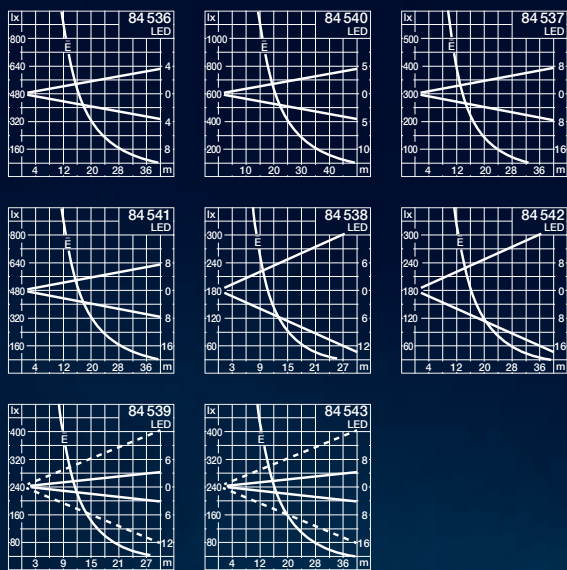 lx 84 536
LED
800
Ē
640 4
480 0
320 4
160 8
4 12 20 28 36 m
lx 84 540
LED
1000
Ē
800 5
600 0
400 5
200 10
10 20 30 40 m
lx 84 537
LED
500
Ē
400 8
300 0
200 8
100 16
4 12 20 28 36 m
lx 84 541
LED
800
Ē
640 8
480 0
320 8
160 16
4 12 20 28 36 m
lx 84 538
LED
300
Ē
240 6
180 0
120 6
60 12
3 9 15 21 27 m
lx 84 542
LED
300
Ē
240 8
180 0
120 8
60 16
4 12 20 28 36 m
lx 84 539
LED
400
Ē
320 6
240 0
160 6
80 12
3 9 15 21 27 m
lx 84 543
LED
400
Ē
320 8
240 0
160 8
80 16
4 12 20 28 36 m